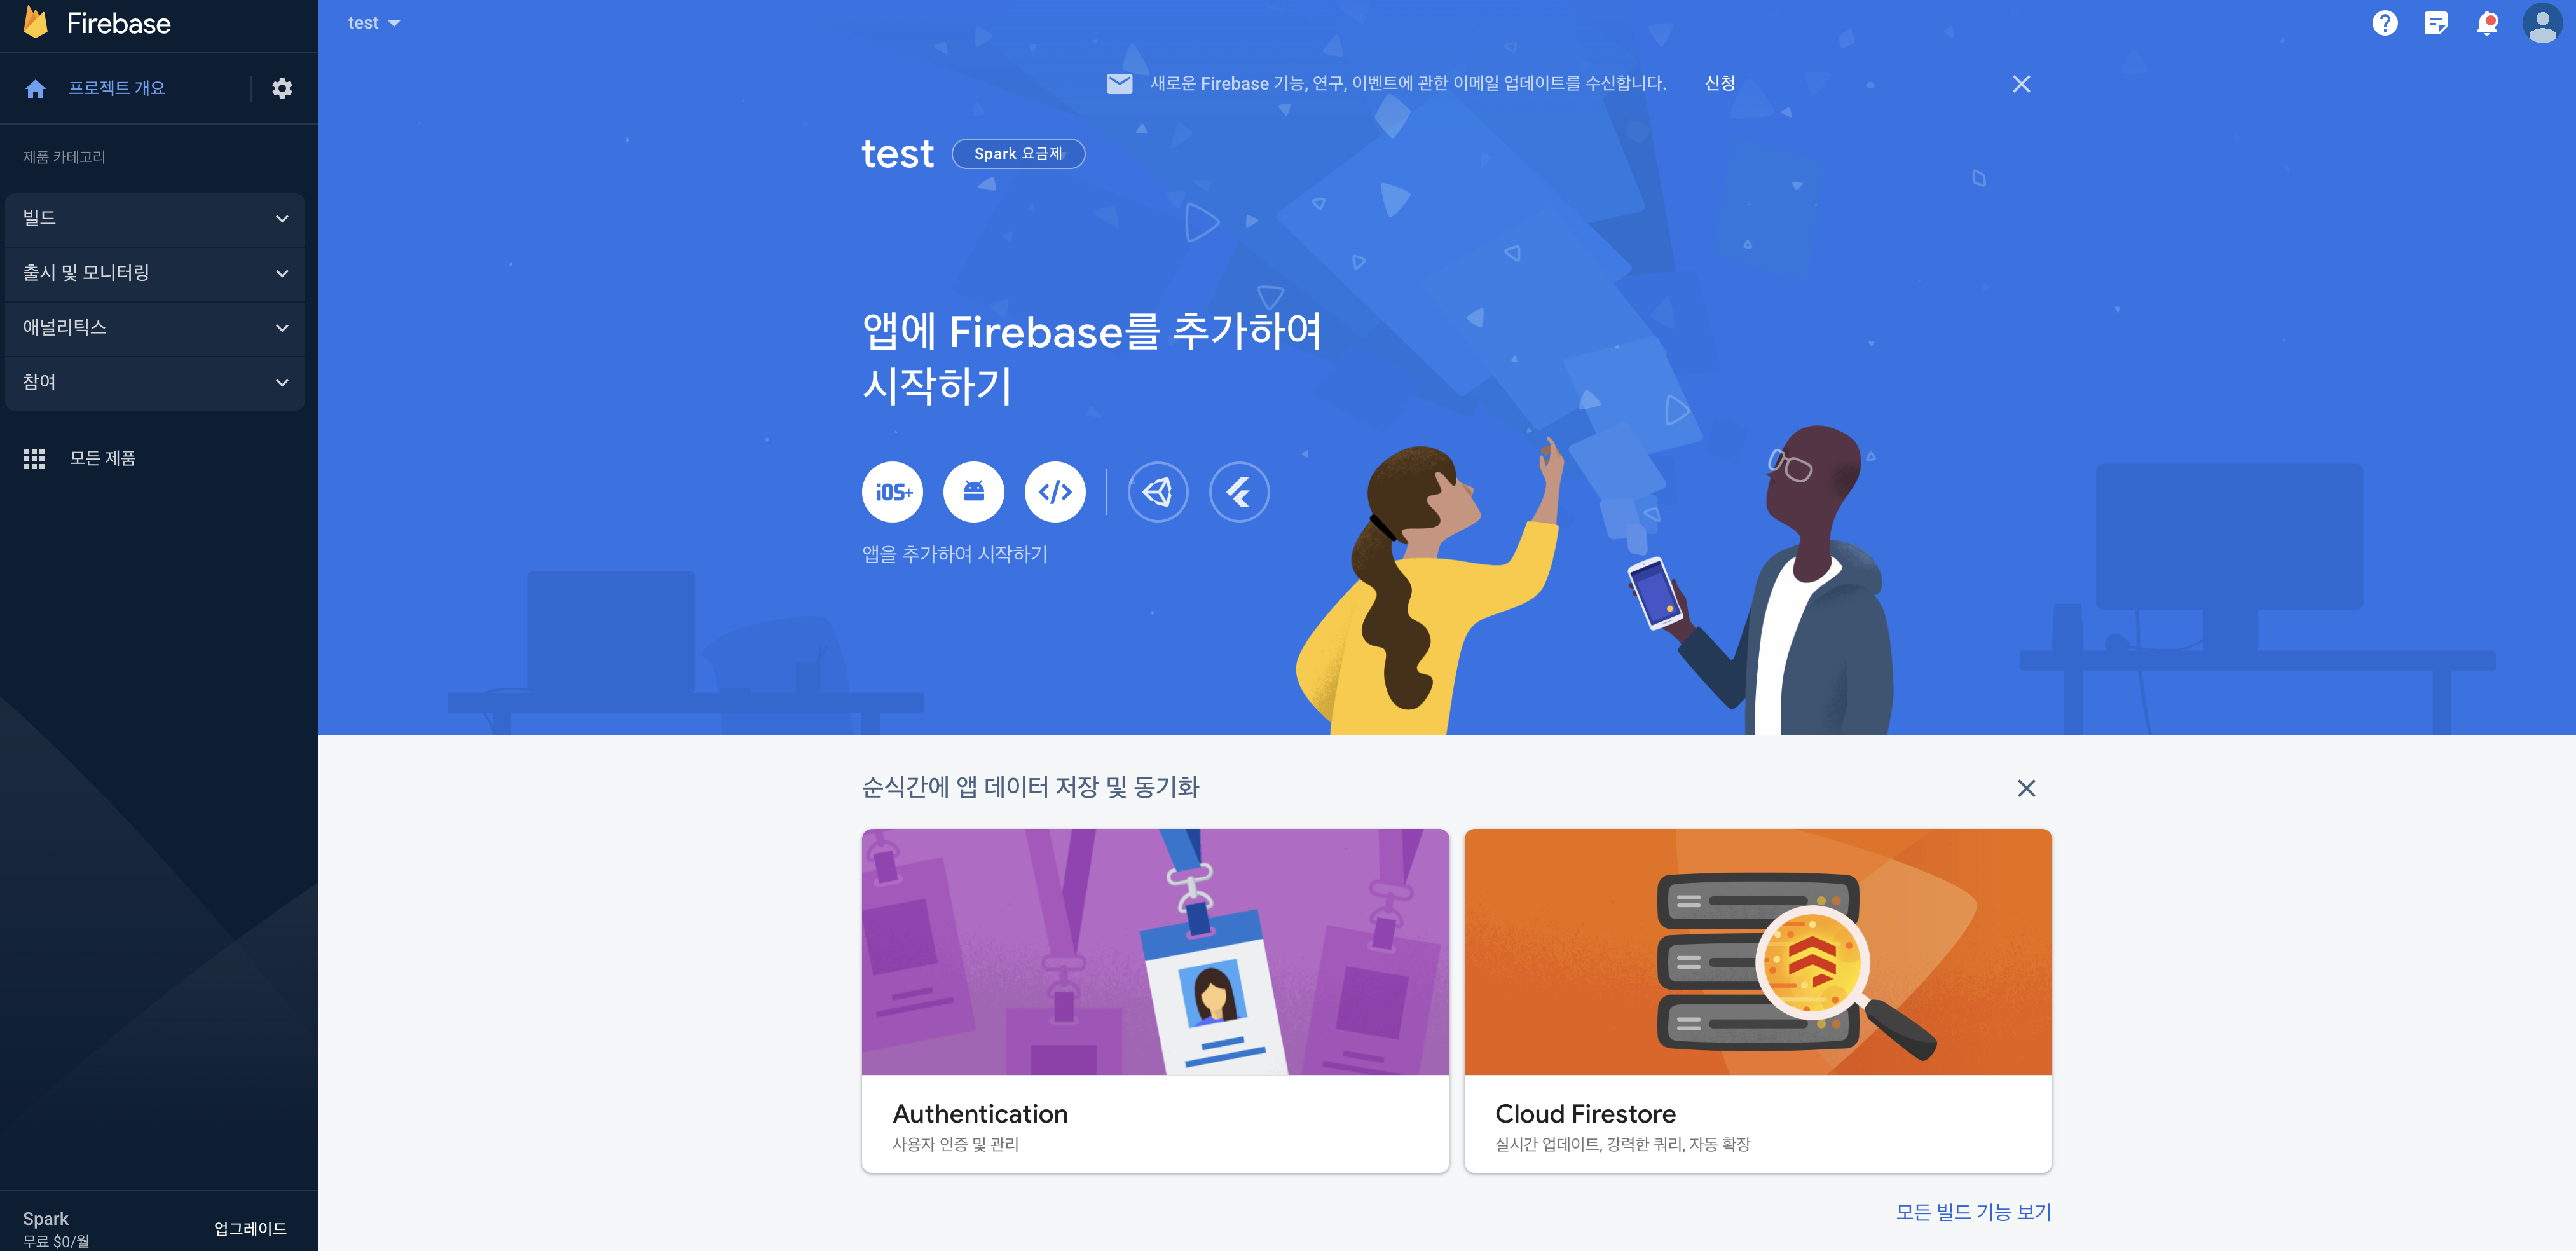 Firebase
test
프로젝트 개요
새로운 Firebase 기능, 연구, 이벤트에 관한 이메일 업데이트를 수신합니다. 신청
제품 카테고리
빌드
출시 및 모니터링
애널리틱스
참여
모든 제품
test
Spark 요금제
앱에 Firebase를 추가하여
시작하기
iOS+
앱을 추가하여 시작하기
순식간에 앱 데이터 저장 및 동기화
Authentication
사용자 인증 및 관리
Cloud Firestore
실시간 업데이트, 강력한 쿼리, 자동 확장
모든 빌드 기능 보기
Spark
무료 $0/월
업그레이드